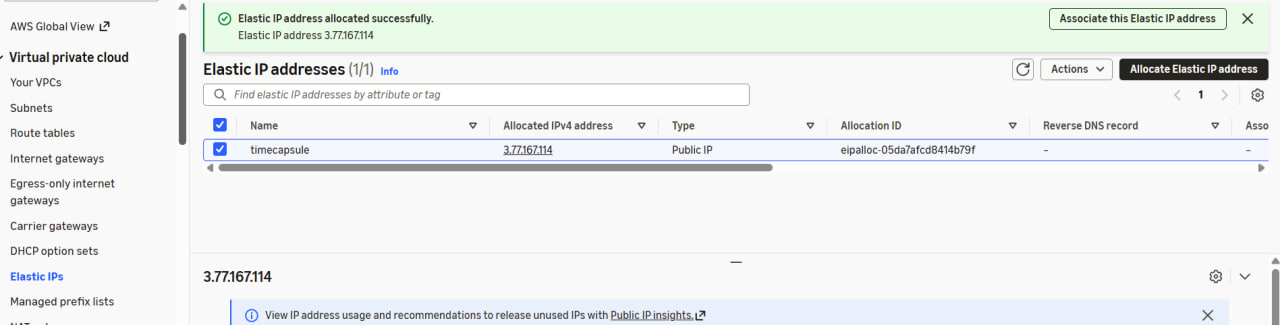 AWS Global View
Virtual private cloud
Your VPCs
Subnets
Route tables
Internet gateways
Egress-only internet
gateways
Carrier gateways
DHCP option sets
Elastic IPs
Managed prefix lists
Elastic IP address allocated successfully.
Elastic IP address 3.77.167.114
Associate this Elastic IP address
Elastic IP addresses (1/1) Info
Actions
Allocate Elastic IP address
Find elastic IP addresses by attribute or tag
1
Name Allocated IPv4 address Type Allocation ID Reverse DNS record Asso
timecapsule 3.77.167.114 Public IP eipalloc-05da7afcd8414b79f – –
3.77.167.114
View IP address usage and recommendations to release unused IPs with Public IP insights.